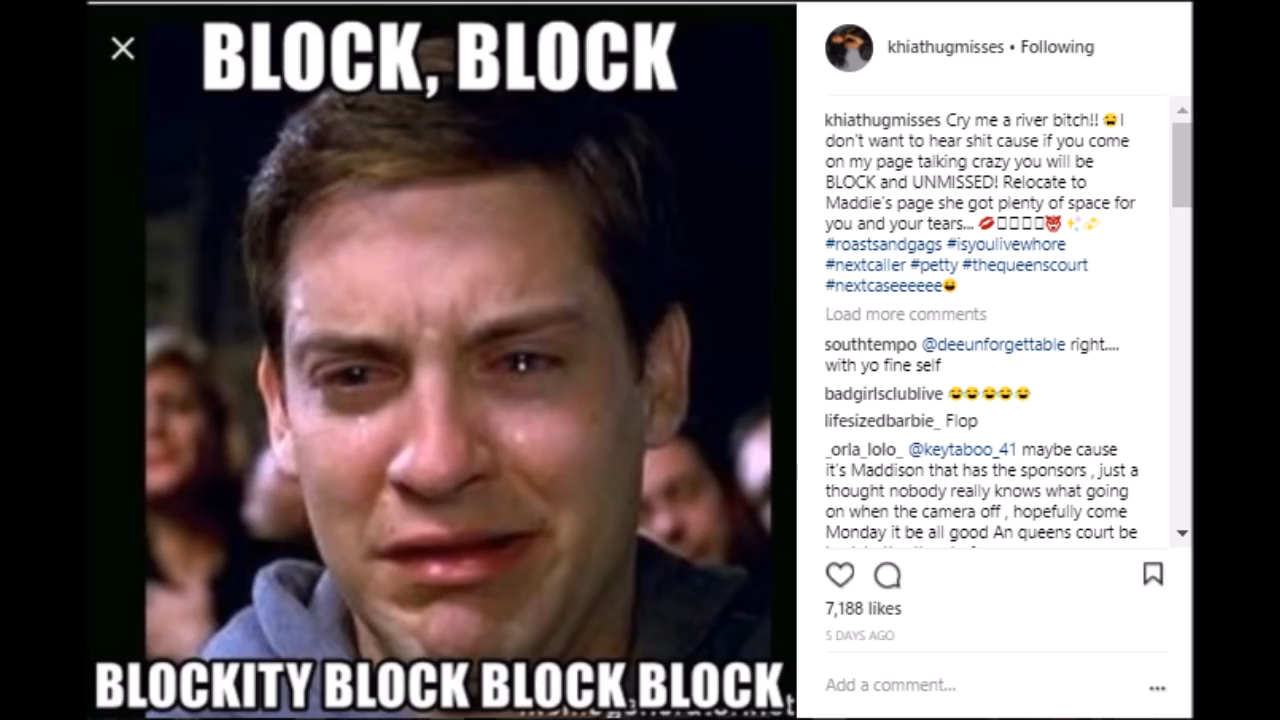 BLOCK, BLOCK
BLOCKITY BLOCK BLOCK BLOCK
khiathugmisses • Following
khiathugmisses Cry me a river bitch!! 😭I
don't want to hear shit cause if you come
on my page talking crazy you will be
BLOCK and UNMISSED! Relocate to
Maddie's page she got plenty of space for
you and your tears... 💋👹✨💫
#roastsandgags #isyoulivewhore
#nextcaller #petty #thequeenscourt
#nextcaseeeeee😀
Load more comments
southtempo @deeunforgettable right....
with yo fine self
badgirlsclublive 😂😂😂😂😂
lifesizedbarbie_ Flop
_orla_lolo_ @keytaboo_41 maybe cause
it's Maddison that has the sponsors , just a
thought nobody really knows what going
on when the camera off , hopefully come
Monday it be all good An queens court be
7,188 likes
5 DAYS AGO
Add a comment...